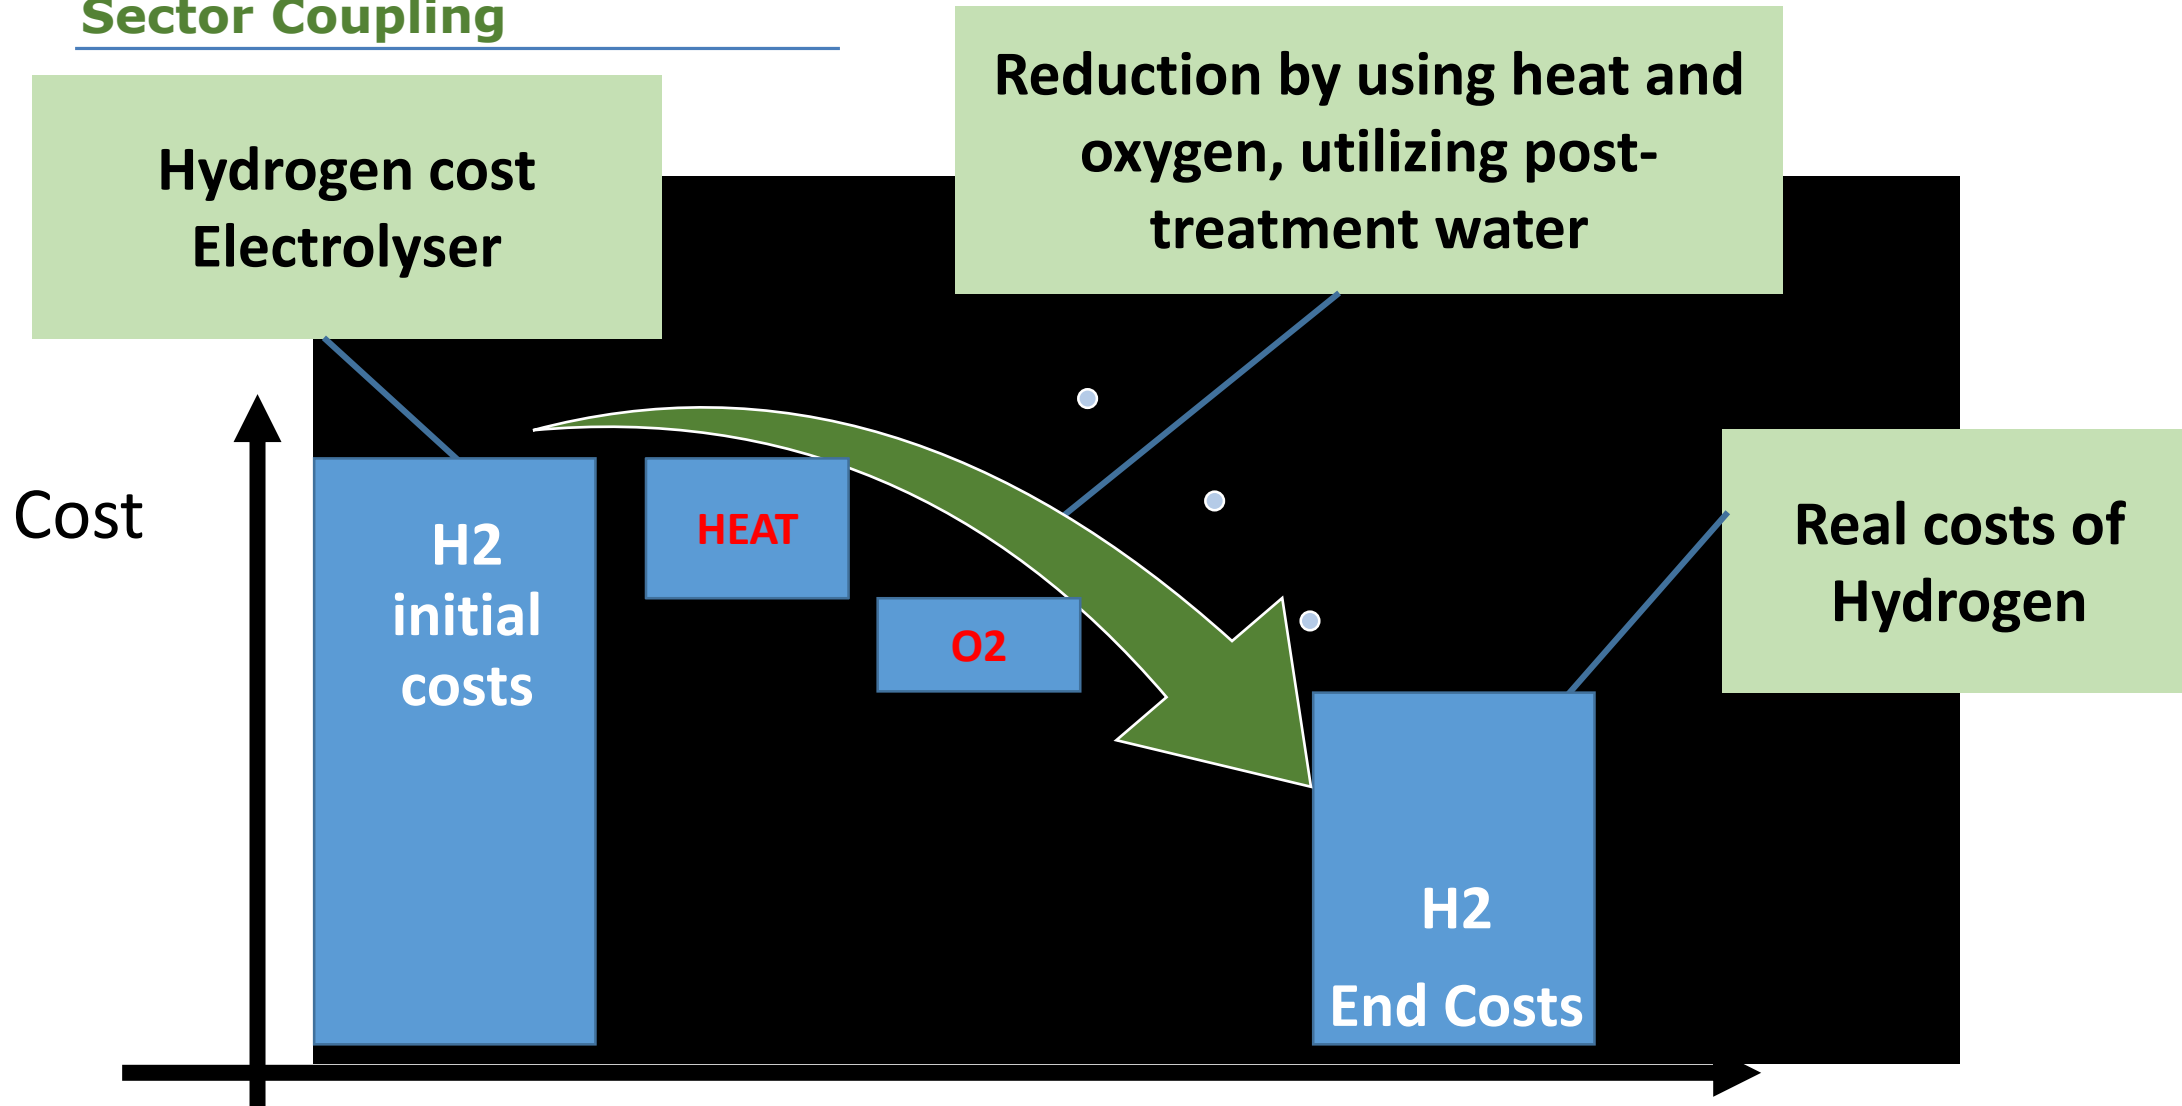 Sector Coupling
Hydrogen cost
Electrolyser
Reduction by using heat and
oxygen, utilizing post-
treatment water
Cost
H2
initial
costs
HEAT
O2
Real costs of
Hydrogen
H2
End Costs